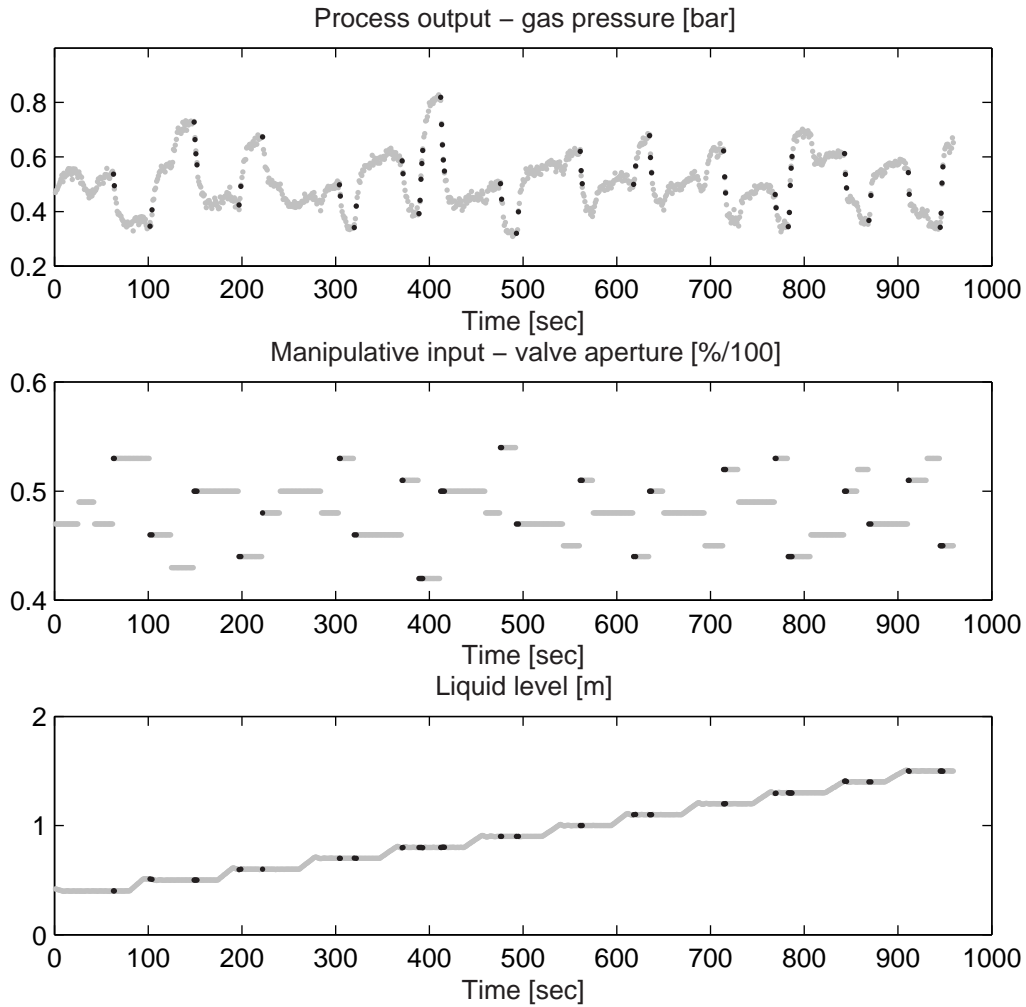 Process output – gas pressure [bar]
0.8
0.6
0.4
0.2
0 100 200 300 400 500 600 700 800 900 1000
Time [sec]
Manipulative input – valve aperture [%/100]
0.6
0.5
0.4
0 100 200 300 400 500 600 700 800 900 1000
Time [sec]
Liquid level [m]
2
1
0
0 100 200 300 400 500 600 700 800 900 1000
Time [sec]